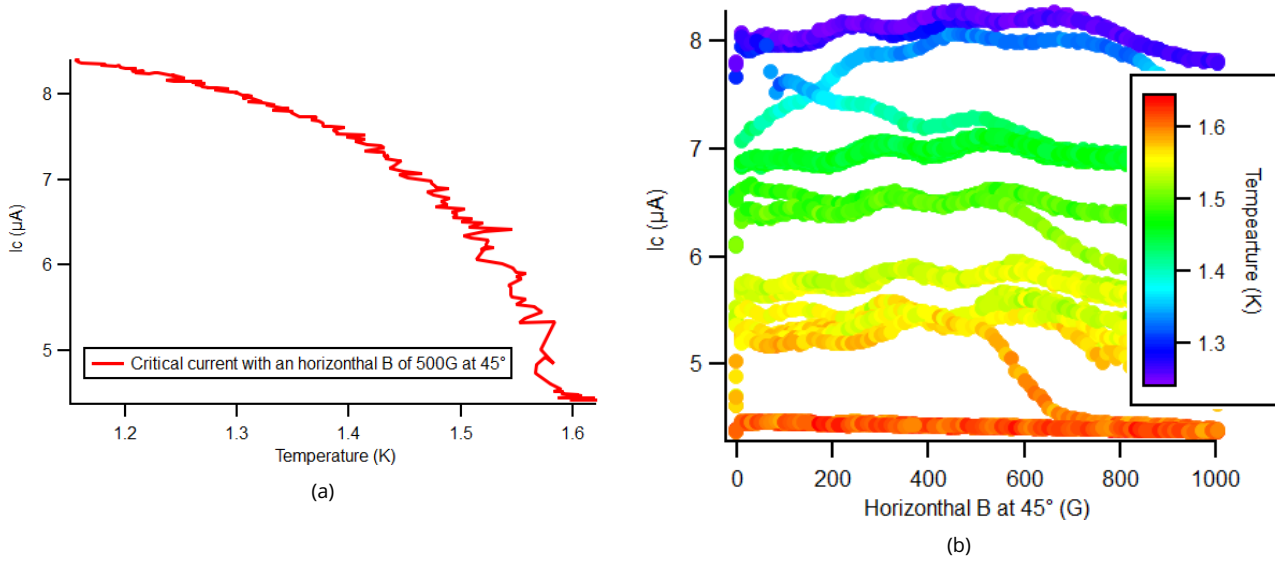 8
7
6
5
Ic (µA)
Critical current with an horizonthal B of 500G at 45°
1.2 1.3 1.4 1.5 1.6
Temperature (K)
(a)
8
7
6
5
Ic (µA)
1.6
1.5
1.4
1.3
Tempearture (K)
0 200 400 600 800 1000
Horizonthal B at 45° (G)
(b)